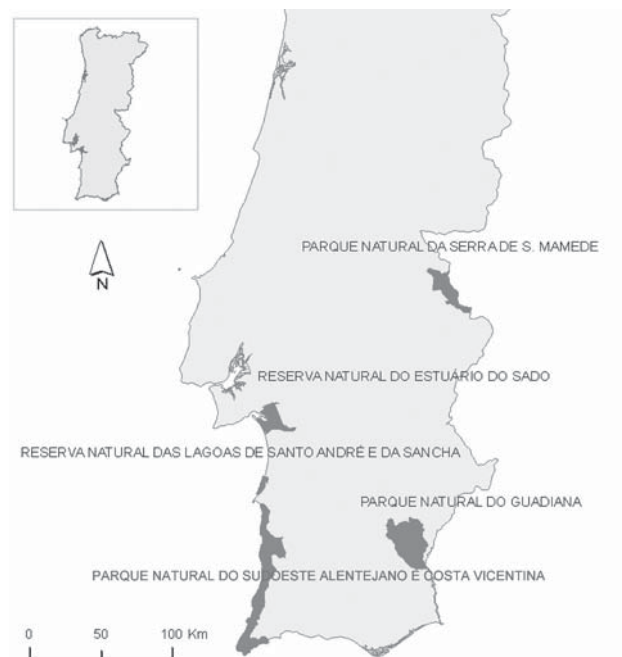 N
PARQUE NATURAL DA SERRA DE S. MAMEDE
RESERVA NATURAL DO ESTUÁRIO DO SADO
RESERVA NATURAL DAS LAGOAS DE SANTO ANDRÉ E DA SANCHA
PARQUE NATURAL DO GUADIANA
PARQUE NATURAL DO SUDOESTE ALENTEJANO E COSTA VICENTINA
0 50 100 Km